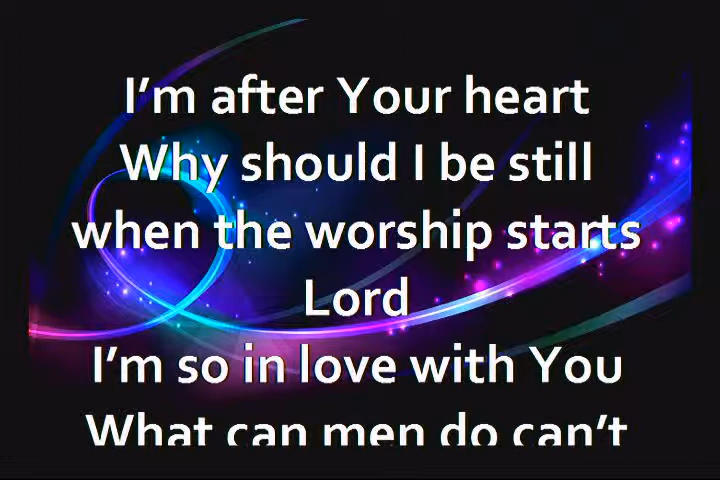 I’m after Your heart
Why should I be still
when the worship starts
Lord
I’m so in love with You
What can men do can’t